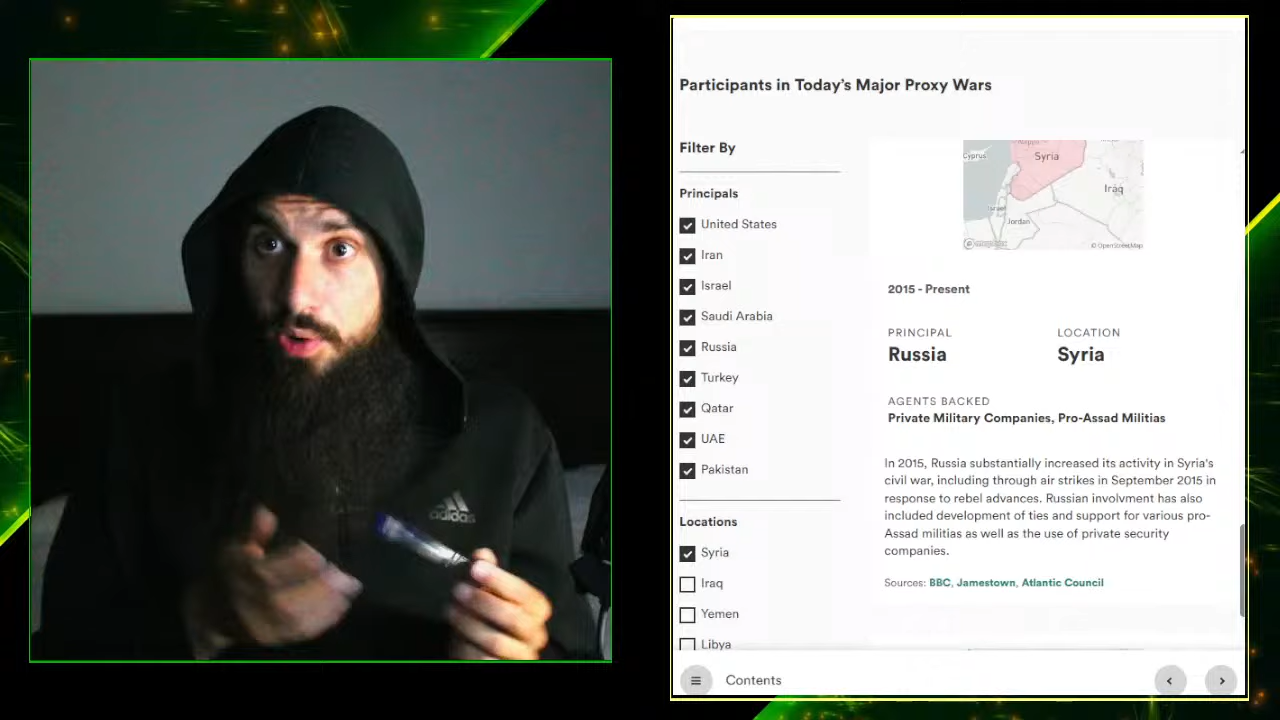 Participants in Today's Major Proxy Wars
Filter By
Principals
United States
Iran
Israel
Saudi Arabia
Russia
Turkey
Qatar
UAE
Pakistan
Locations
Syria
Iraq
Yemen
Libya
Cyprus
Syria
Iraq
Israel
Jordan
© OpenStreetMap
2015 - Present
PRINCIPAL
Russia
LOCATION
Syria
AGENTS BACKED
Private Military Companies, Pro-Assad Militias
In 2015, Russia substantially increased its activity in Syria's
civil war, including through air strikes in September 2015 in
response to rebel advances. Russian involvment has also
included development of ties and support for various pro-
Assad militias as well as the use of private security
companies.
Sources: BBC, Jamestown, Atlantic Council
Contents
adidas